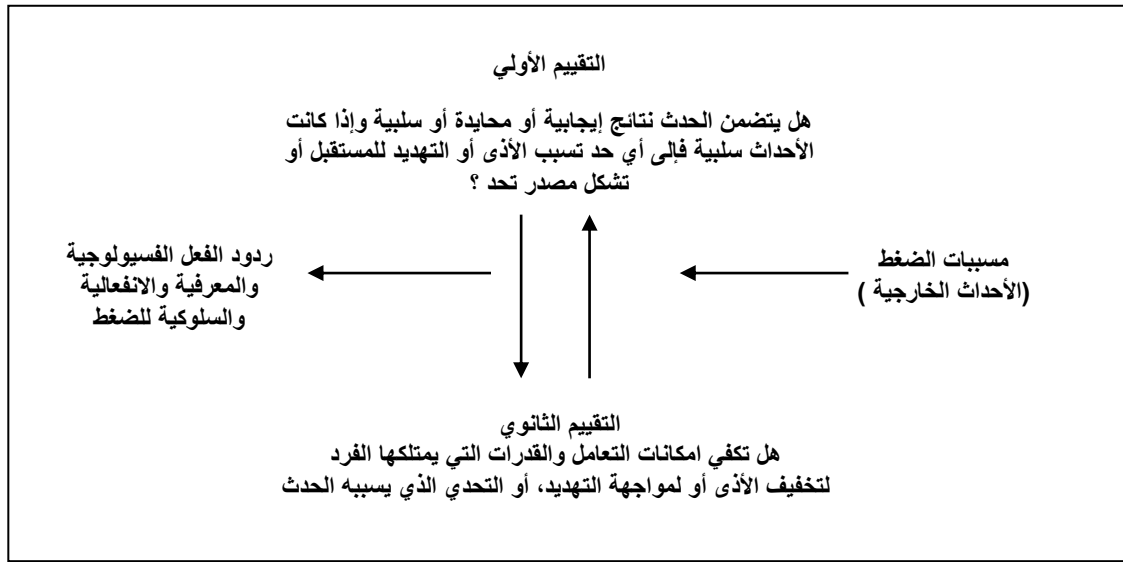 التقييم الأولي
هل يتضمن الحدث نتائج إيجابية أو محايدة أو سلبية وإذا كانت
الأحداث سلبية فإلى أي حد تسبب الأذى أو التهديد للمستقبل أو
تشكل مصدر تحد ؟
مسببات الضغط
(الأحداث الخارجية )
ردود الفعل الفسيولوجية
والمعرفية والانفعالية
والسلوكية للضغط
التقييم الثانوي
هل تكفي امكانات التعامل والقدرات التي يمتلكها الفرد
لتخفيف الأذى أو لمواجهة التهديد، أو التحدي الذي يسببه الحدث